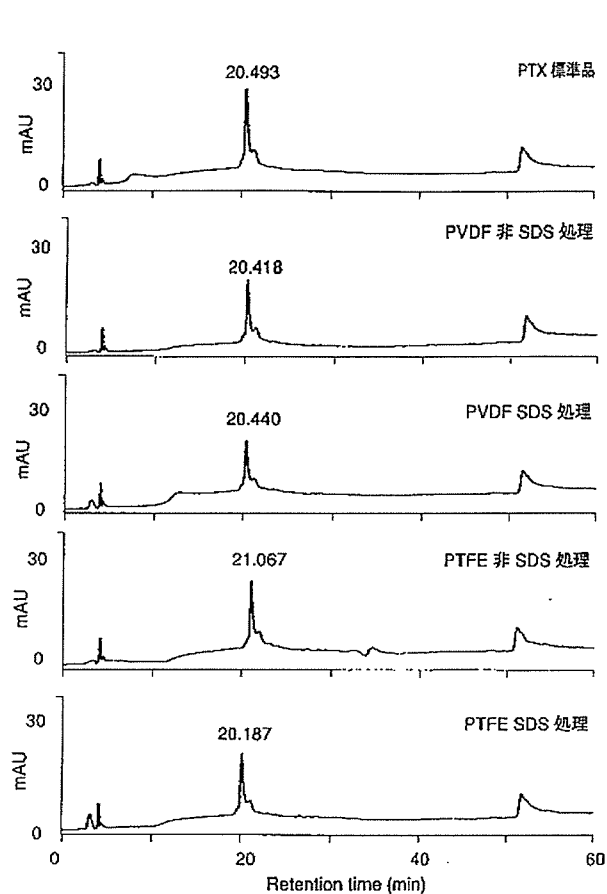 20.493
PTX 標準品
30
mAU
0
PVDF 非 SDS 処理
30
20.418
mAU
0
PVDF SDS 処理
30
20.440
mAU
0
30
21.067
PTFE 非 SDS 処理
mAU
0
30
20.187
PTFE SDS 処理
mAU
0
0 20 40 60
Retention time (min)